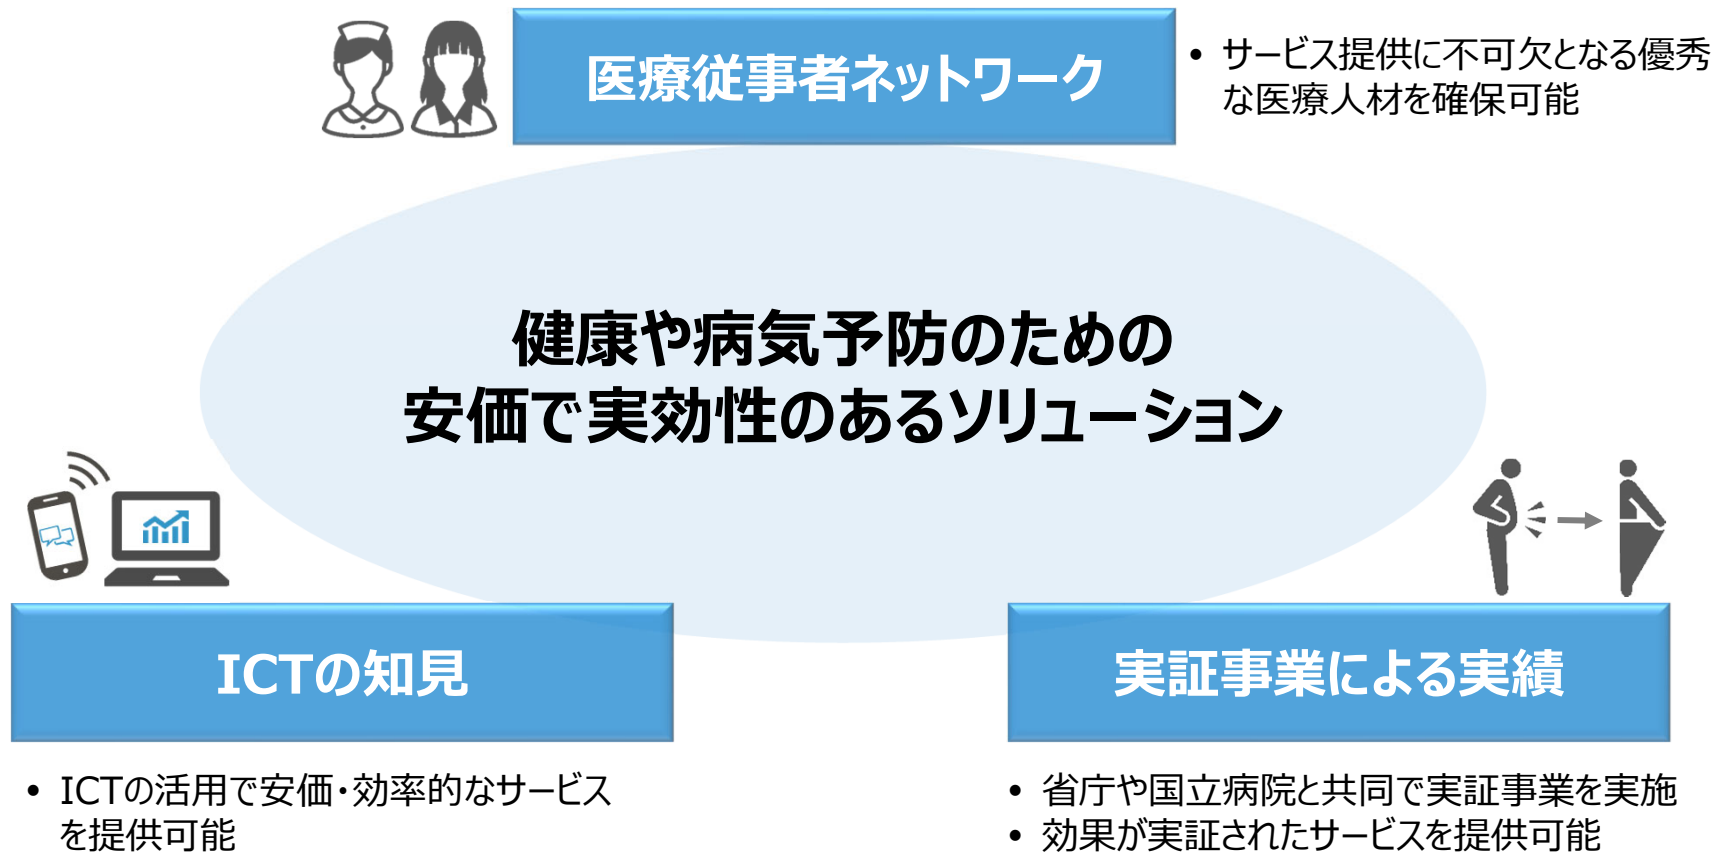 医療従事者ネットワーク
• サービス提供に不可欠となる優秀
な医療人材を確保可能
健康や病気予防のための
安価で実効性のあるソリューション
ICTの知見
• ICTの活用で安価・効率的なサービス
を提供可能
実証事業による実績
• 省庁や国立病院と共同で実証事業を実施
• 効果が実証されたサービスを提供可能